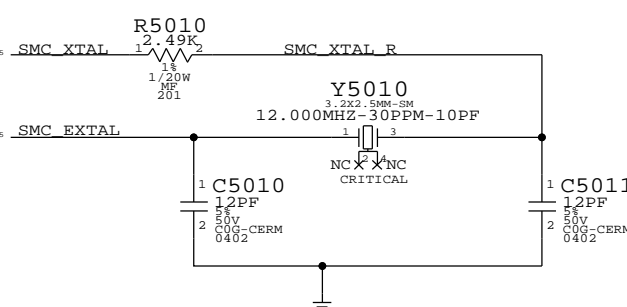 R5010
2.49K
SMC_XTAL 1 2 SMC_XTAL_R
1%
1/20W
MF
201
Y5010
3.2X2.5MM-SM
12.000MHZ-30PPM-10PF
SMC_EXTAL 1 3
NC 2 4 NC
CRITICAL
1 C5010
12PF
5%
50V
2 C0G-CERM
0402
1 C5011
12PF
5%
50V
2 C0G-CERM
0402